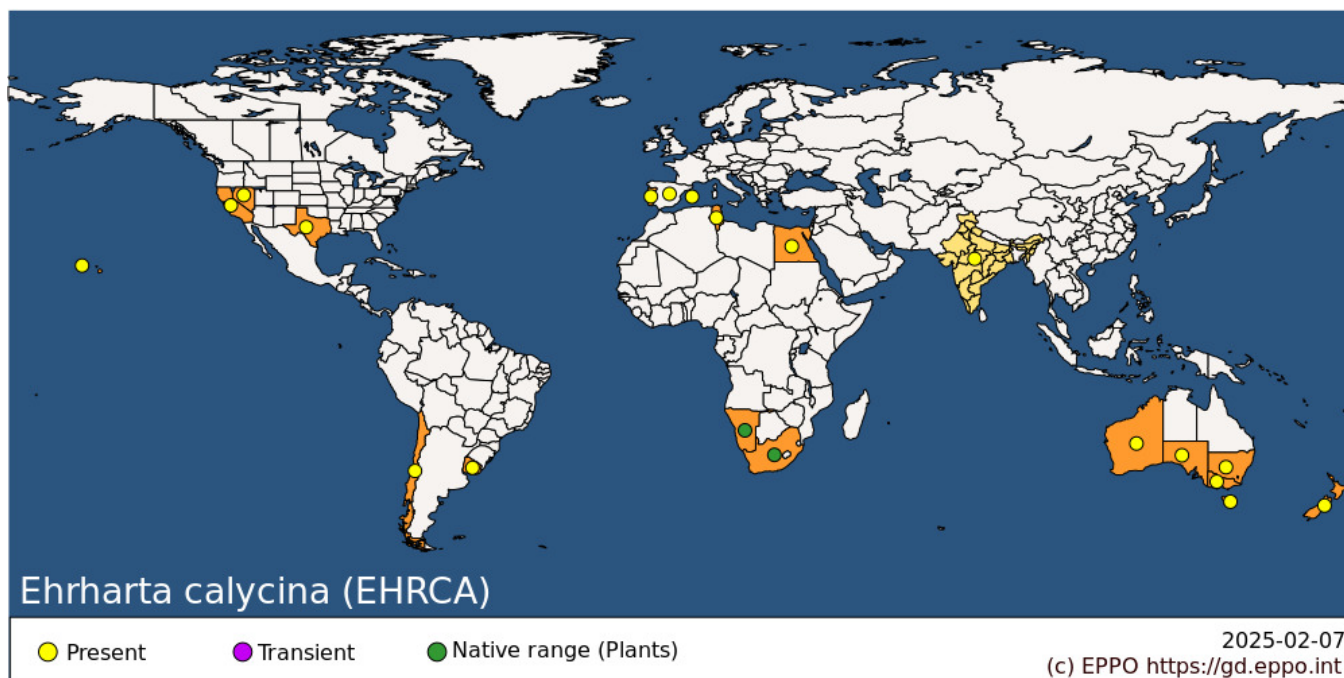 Ehrharta calycina (EHRCA)
Present
Transient
Native range (Plants)
2025-02-07
(c) EPPO https://gd.eppo.int